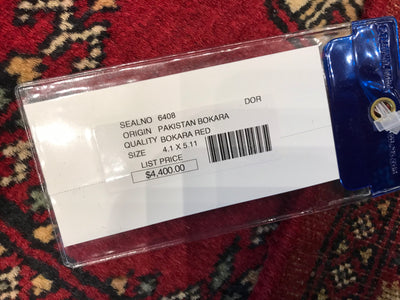 DOR
SEALNO 6408
ORIGIN PAKISTAN BOKARA
QUALITY BOKARA RED
SIZE 4.1 X 5.11
LIST PRICE
$4,400.00